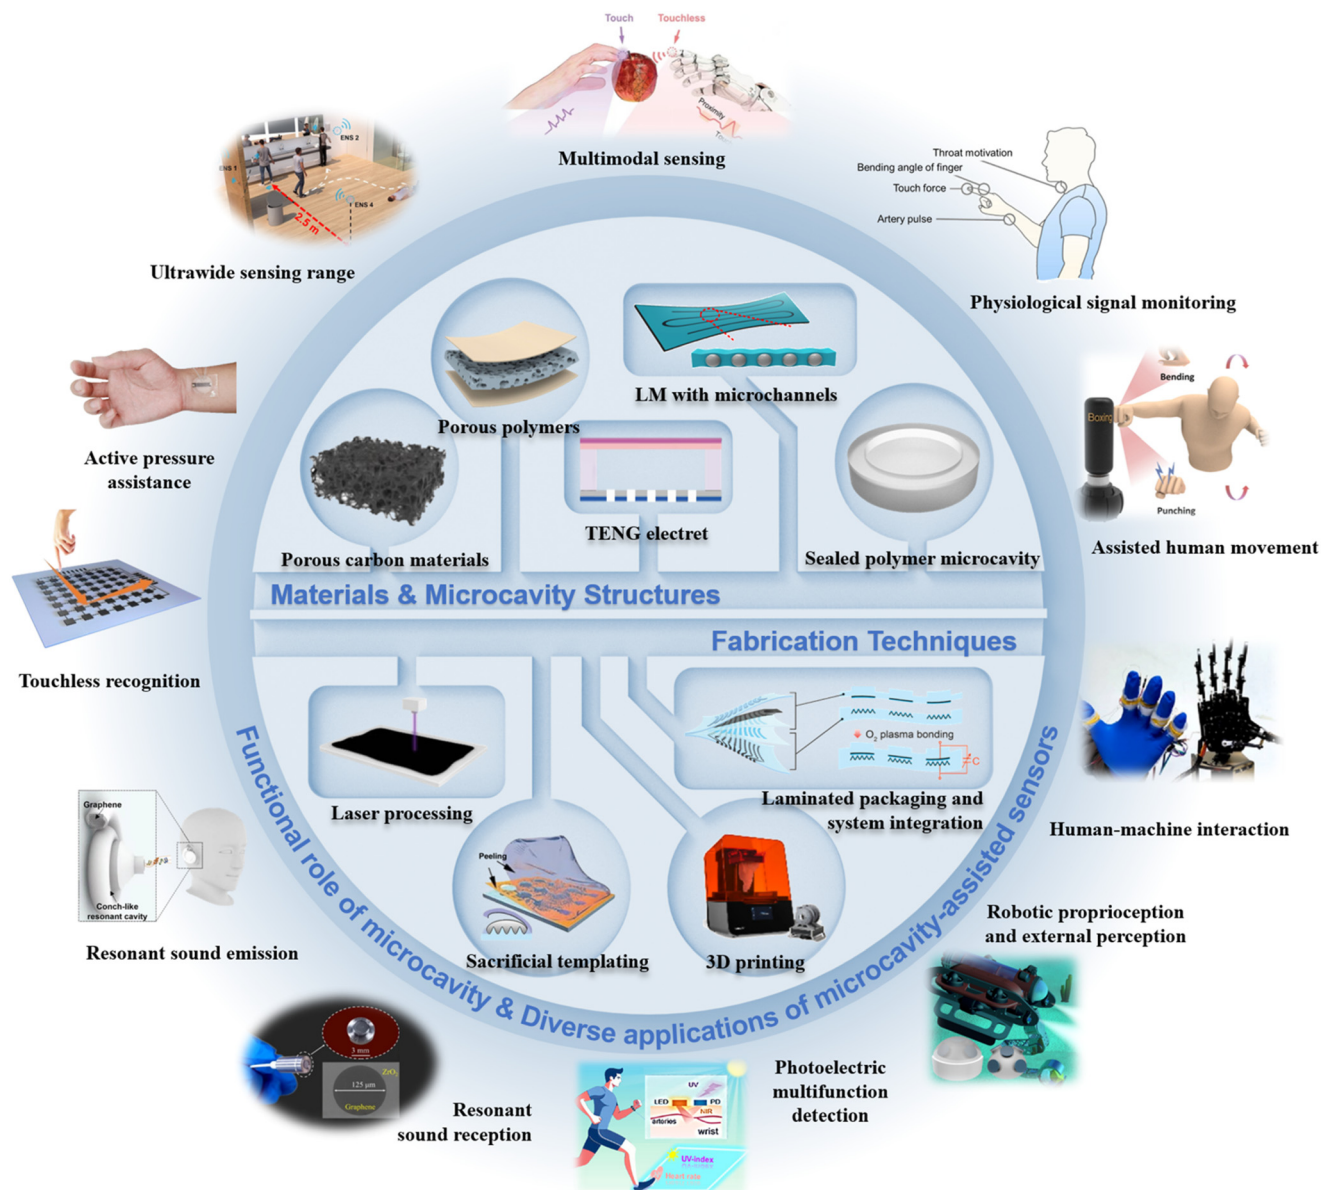 Touch
Touchless
Proximity
Multimodal sensing
ENS 2
ENS 1
ENS 4
2.5 m
Ultrawide sensing range
Throat motivation
Bending angle of finger
Touch force
Artery pulse
Physiological signal monitoring
Active pressure
assistance
Bending
Boxing
Punching
Assisted human movement
Touchless recognition
Human-machine interaction
Graphene
Conch-like
resonant cavity
Resonant sound emission
Robotic proprioception
and external perception
3 mm
ZrO2
125 μm
Graphene
Resonant
sound reception
UV
LED
PD
NIR
arteries
wrist
UV-index
Heart rate
Photoelectric
multifunction
detection
Porous polymers
LM with microchannels
Porous carbon materials
TENG electret
Sealed polymer microcavity
Materials & Microcavity Structures
Fabrication Techniques
Laser processing
O2 plasma bonding
C
Laminated packaging and
system integration
Peeling
Sacrificial templating
3D printing
Functional role of microcavity & Diverse applications of microcavity-assisted sensors